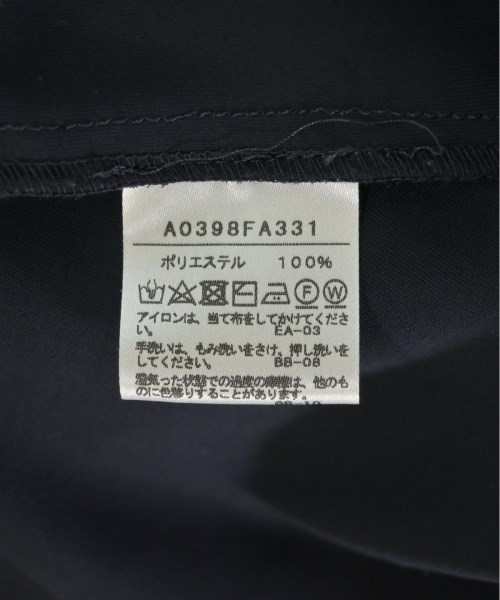 A0398FA331
ポリエステル 100%
F W
アイロンは、当て布をしてかけてくださ
い。 EA-03
手洗いは、もみ洗いをさけ、押し洗いを
してください。 BB-08
湿気った状態での過度の摩擦は、他のも
のに色移りすることがあります。